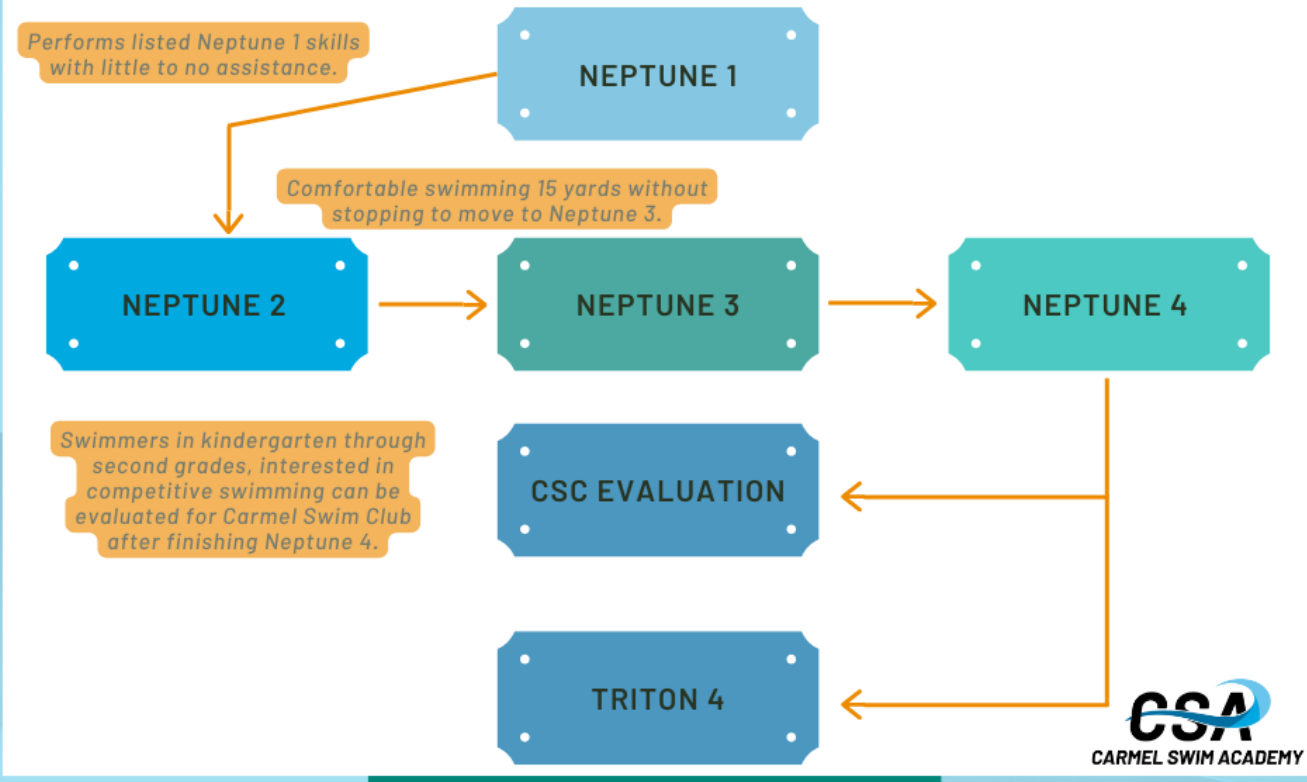 Performs listed Neptune 1 skills
with little to no assistance.
NEPTUNE 1
Comfortable swimming 15 yards without
stopping to move to Neptune 3.
NEPTUNE 2
NEPTUNE 3
NEPTUNE 4
Swimmers in kindergarten through
second grades, interested in
competitive swimming can be
evaluated for Carmel Swim Club
after finishing Neptune 4.
CSC EVALUATION
TRITON 4
CSA
CARMEL SWIM ACADEMY